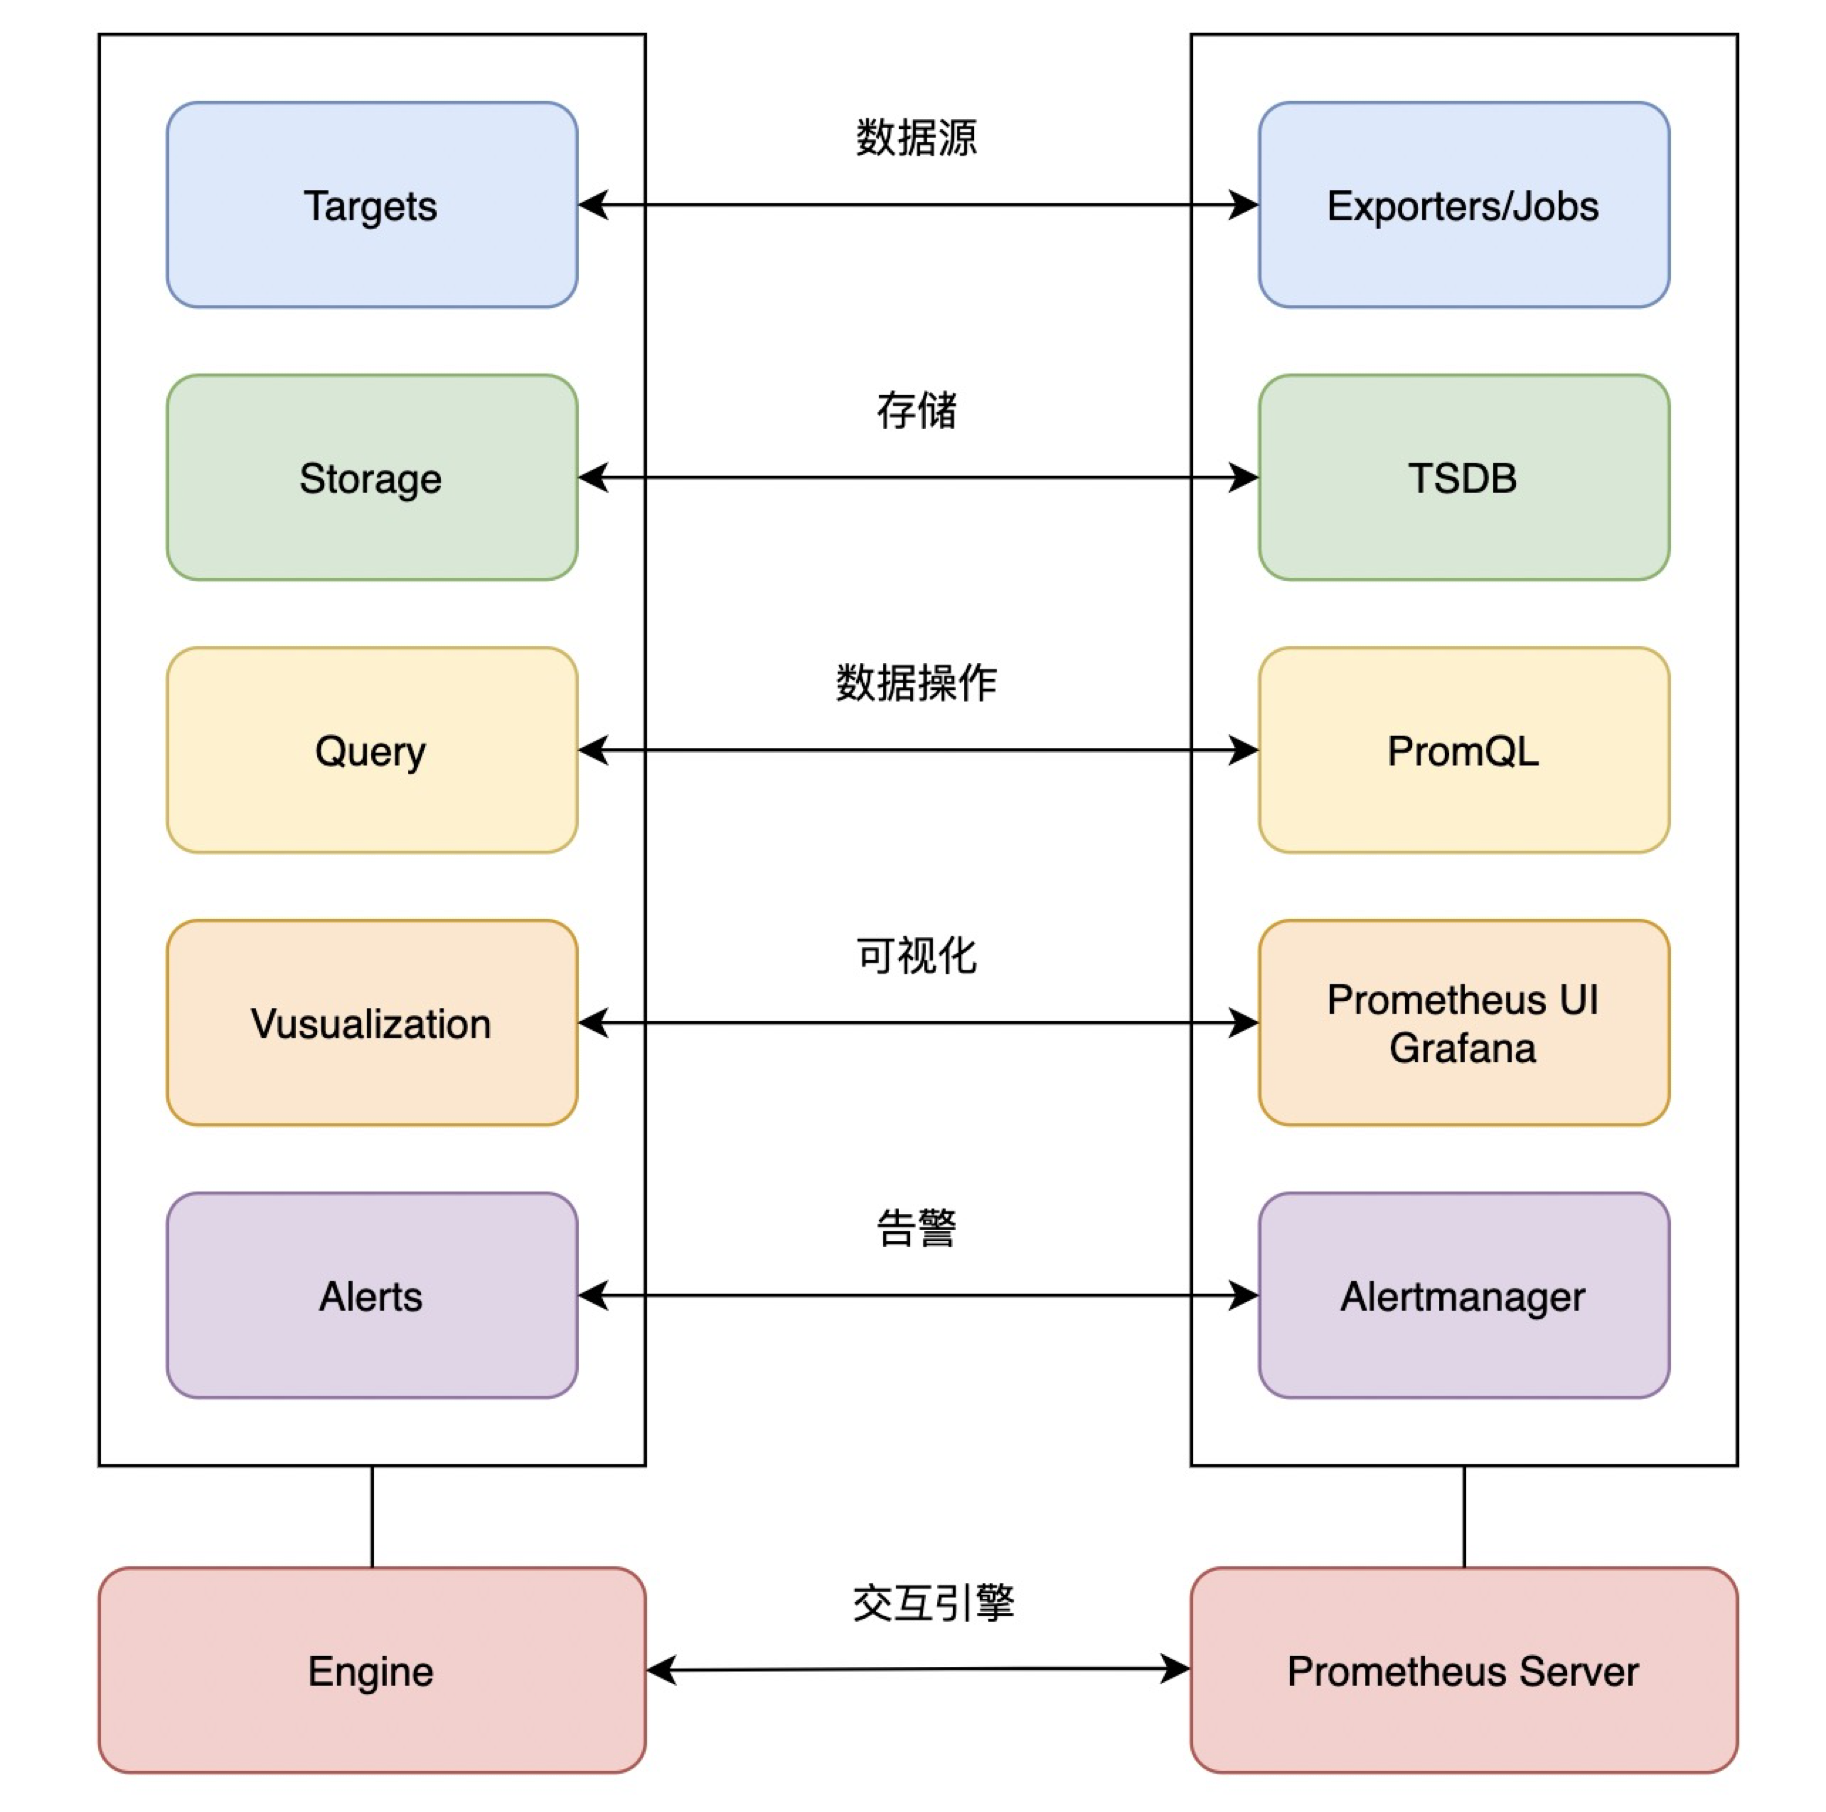 数据源
Targets
Exporters/Jobs
存储
Storage
TSDB
数据操作
Query
PromQL
可视化
Vusualization
Prometheus UI
Grafana
告警
Alerts
Alertmanager
交互引擎
Engine
Prometheus Server